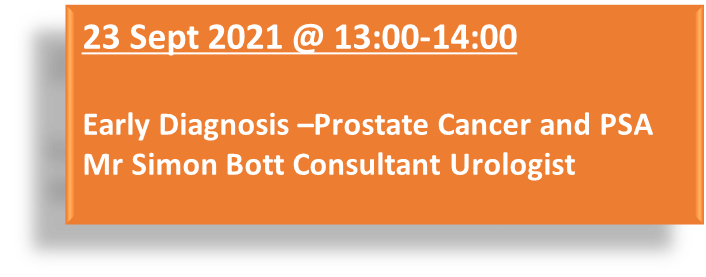 23 Sept 2021 @ 13:00-14:00
Early Diagnosis –Prostate Cancer and PSA
Mr Simon Bott Consultant Urologist